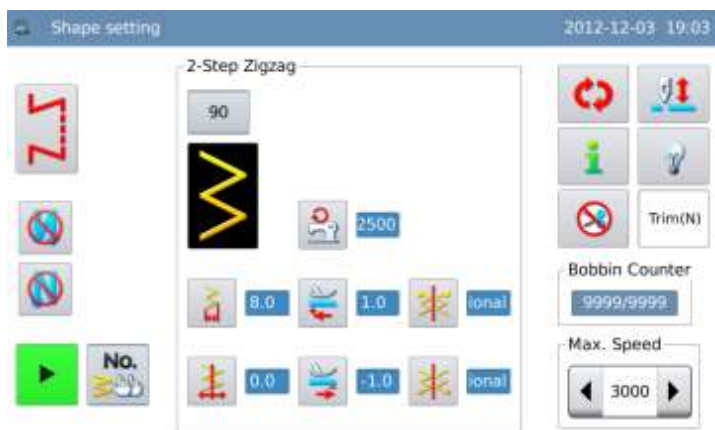 Shape setting
2012-12-03 19:03
2-Step Zigzag
90
2500
8.0
1.0
ional
0.0
-1.0
ional
No.
Trim(N)
Bobbin Counter
9999/9999
Max. Speed
3000